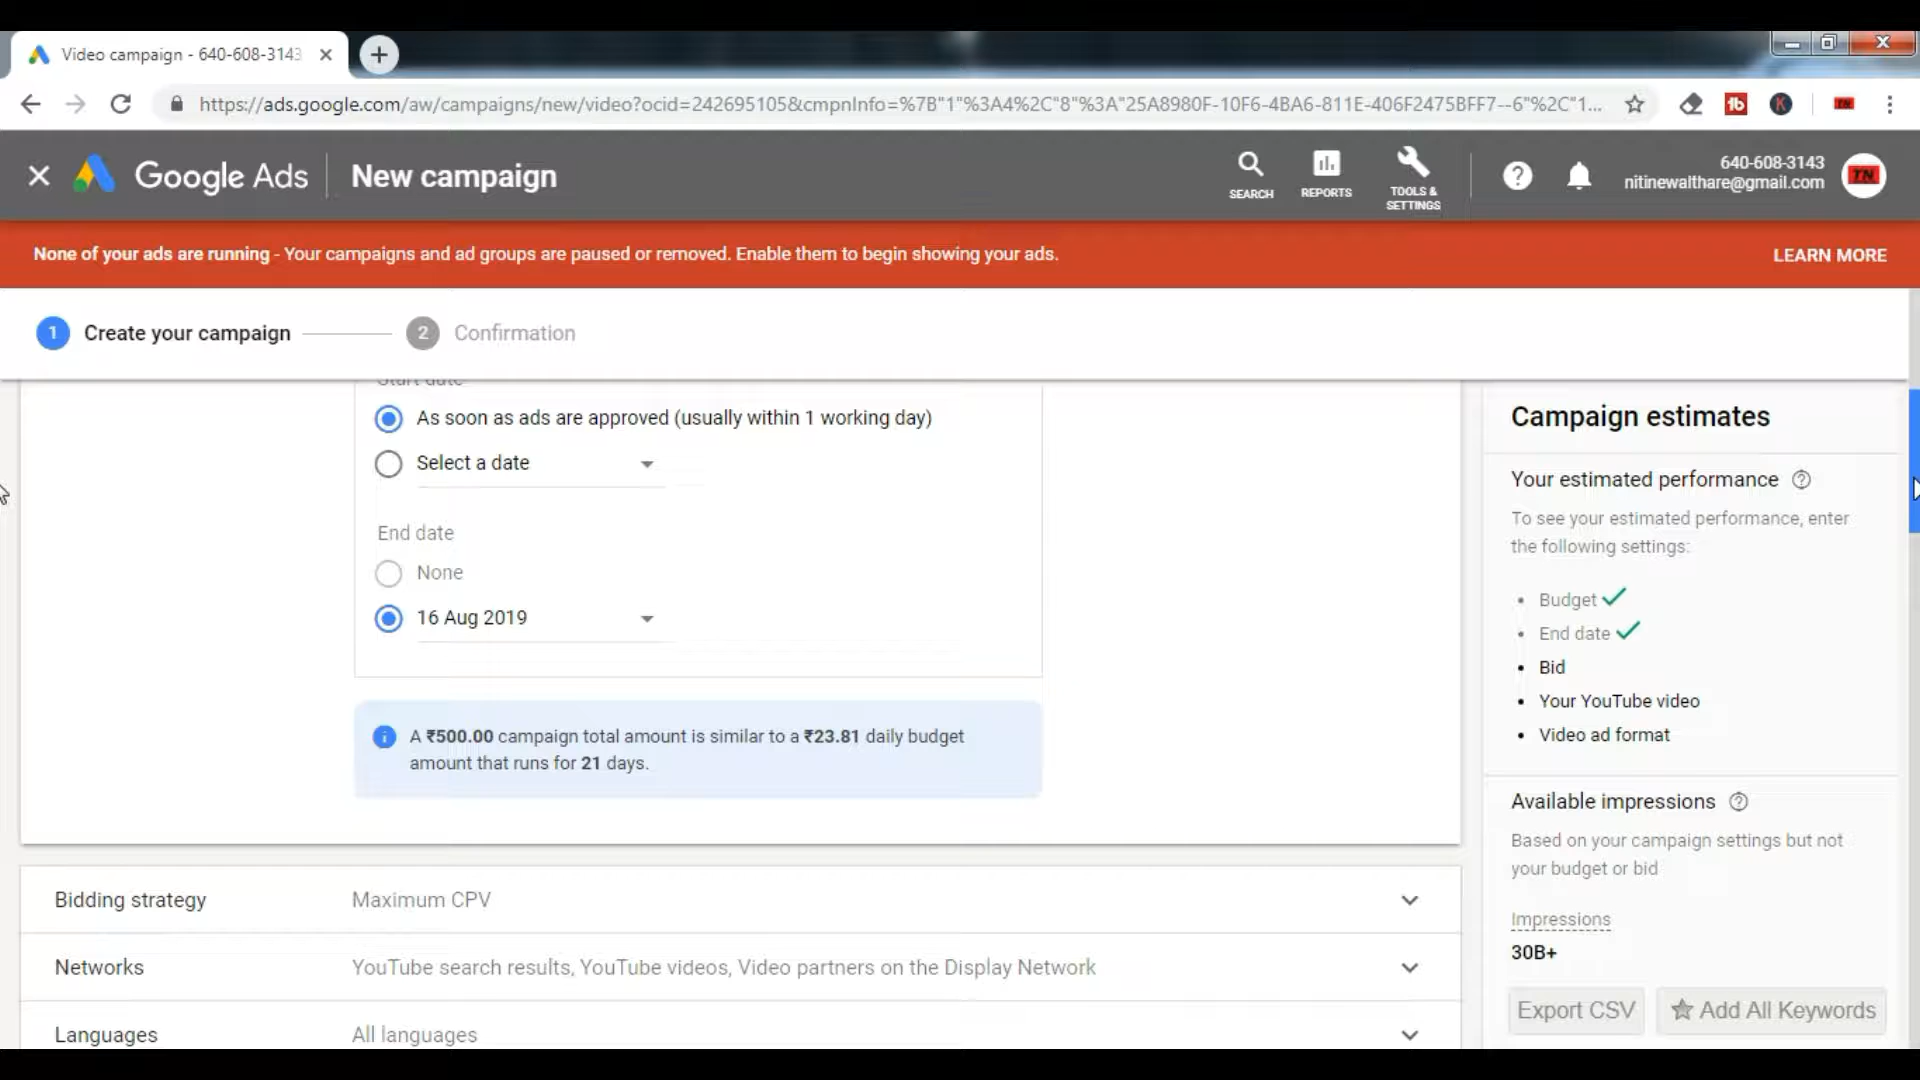 Video campaign - 640-608-3143
https://ads.google.com/aw/campaigns/new/video?ocid=242695105&cmpnInfo=%7B"1"%3A4%2C"8"%3A"25A8980F-10F6-4BA6-811E-406F2475BFF7--6"%2C"1...
Google Ads
New campaign
SEARCH
REPORTS
TOOLS &
SETTINGS
640-608-3143
nitinewalthare@gmail.com
TN
None of your ads are running - Your campaigns and ad groups are paused or removed. Enable them to begin showing your ads.
LEARN MORE
1 Create your campaign
2 Confirmation
Start date
As soon as ads are approved (usually within 1 working day)
Select a date
End date
None
16 Aug 2019
A ₹500.00 campaign total amount is similar to a ₹23.81 daily budget
amount that runs for 21 days.
Bidding strategy
Maximum CPV
Networks
YouTube search results, YouTube videos, Video partners on the Display Network
Languages
All languages
Campaign estimates
Your estimated performance
To see your estimated performance, enter
the following settings:
• Budget
• End date
• Bid
• Your YouTube video
• Video ad format
Available impressions
Based on your campaign settings but not
your budget or bid
Impressions
30B+
Export CSV
Add All Keywords